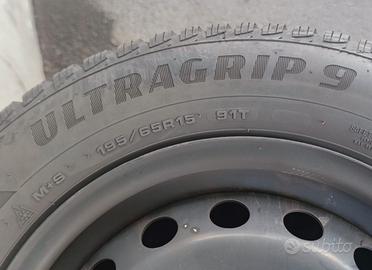 ULTRAGRIP 9
M+S 195/65R15 91T
subito